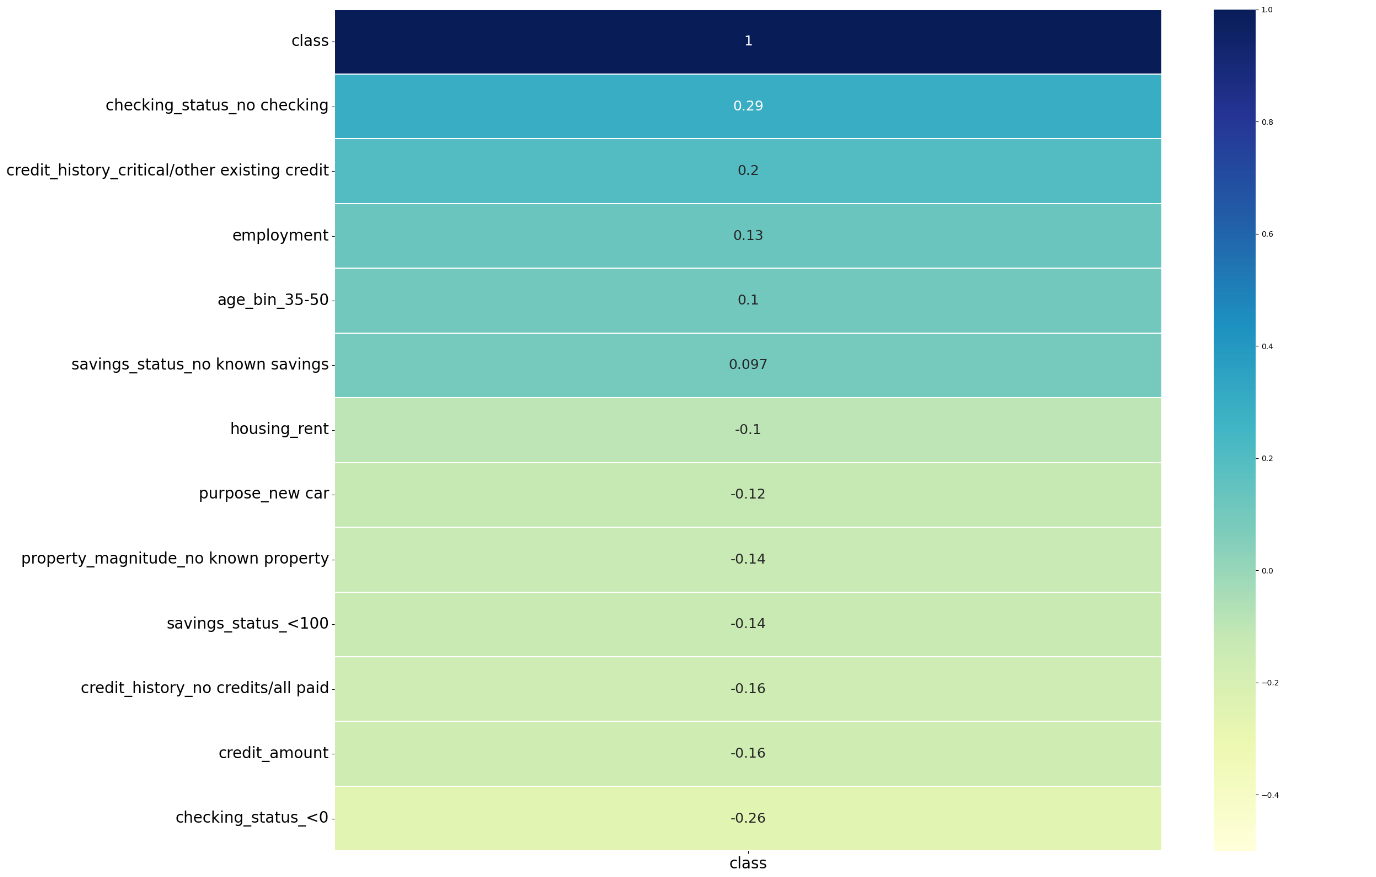 class 1
checking_status_no checking 0.29
credit_history_critical/other existing credit 0.2
employment 0.13
age_bin_35-50 0.1
savings_status_no known savings 0.097
housing_rent -0.1
purpose_new car -0.12
property_magnitude_no known property -0.14
savings_status_<100 -0.14
credit_history_no credits/all paid -0.16
credit_amount -0.16
checking_status_<0 -0.26
class
1.0
0.8
0.6
0.4
0.2
0.0
−0.2
−0.4